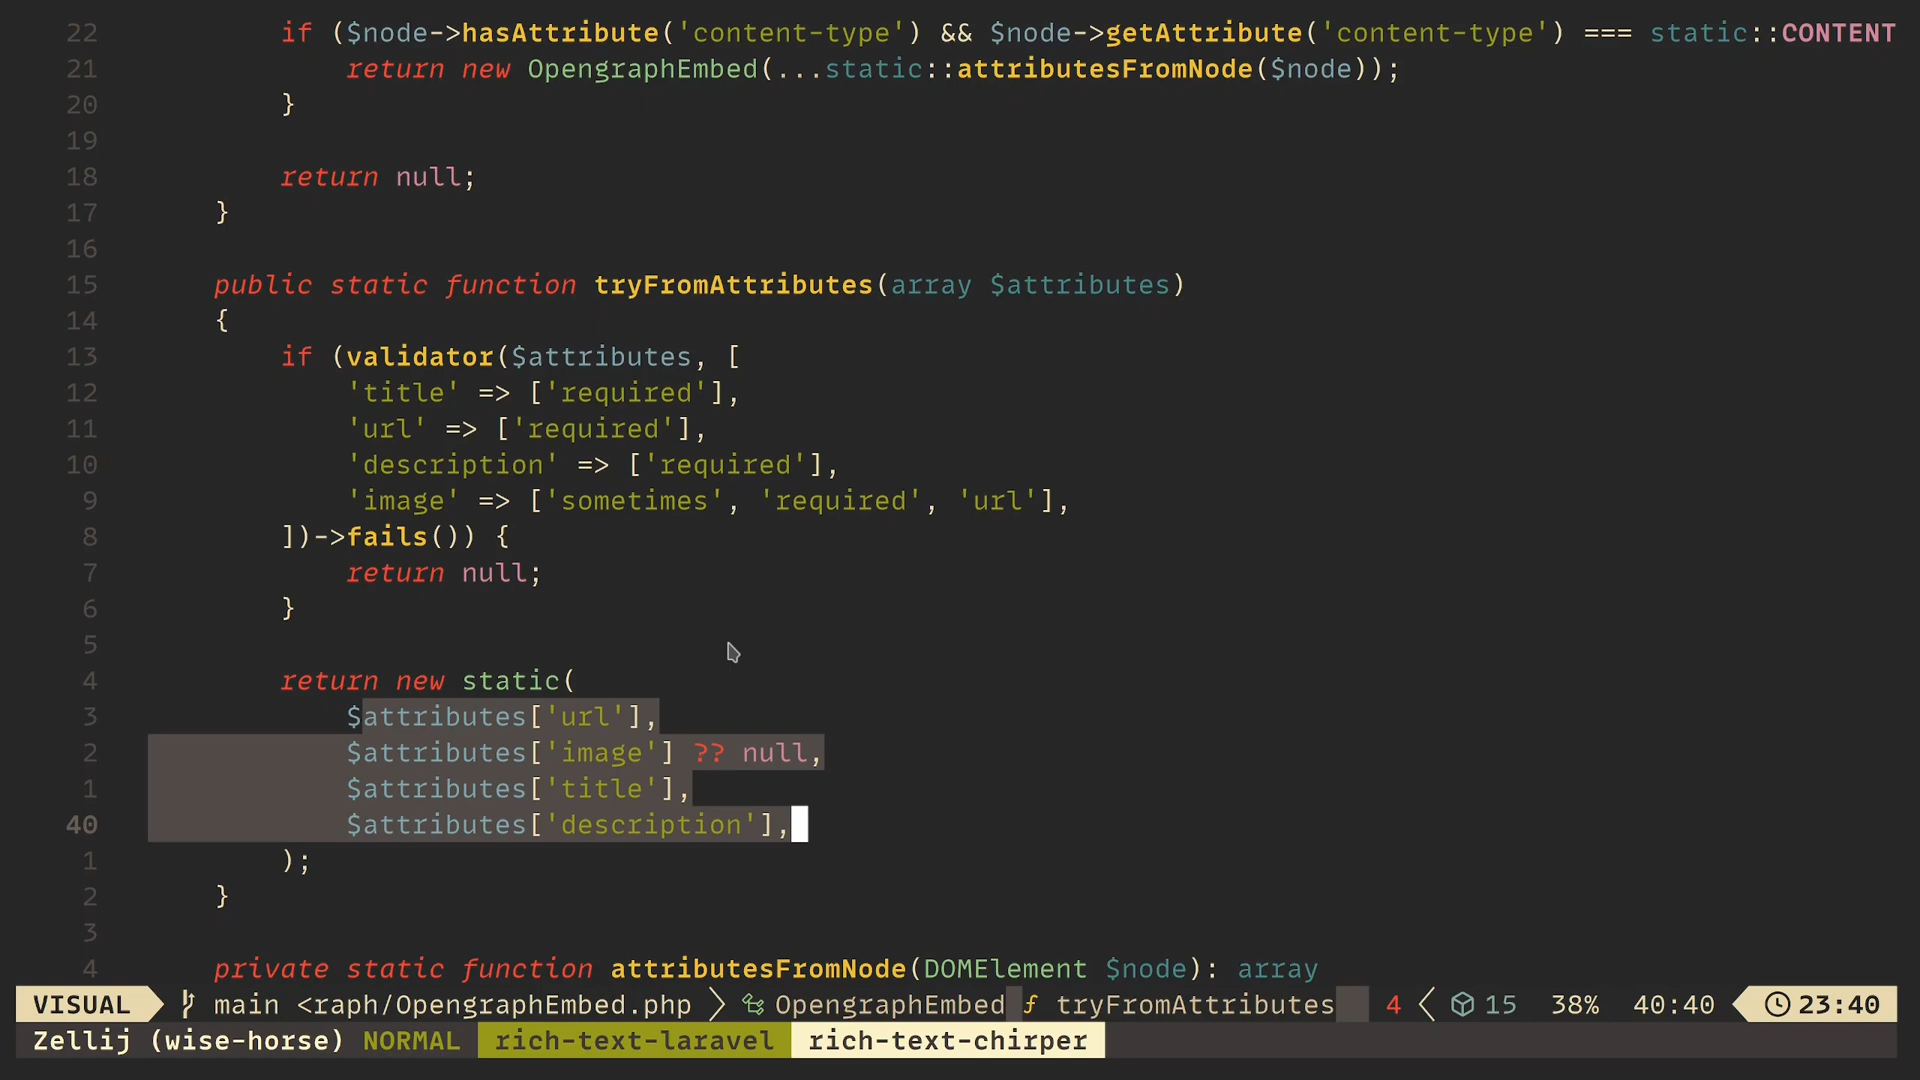 22 if ($node->hasAttribute('content-type') && $node->getAttribute('content-type') === static::CONTENT
21 return new OpengraphEmbed(...static::attributesFromNode($node));
20 }
19
18 return null;
17 }
16
15 public static function tryFromAttributes(array $attributes)
14 {
13 if (validator($attributes, [
12 'title' => ['required'],
11 'url' => ['required'],
10 'description' => ['required'],
9 'image' => ['sometimes', 'required', 'url'],
8 ])->fails()) {
7 return null;
6 }
5
4 return new static(
3 $attributes['url'],
2 $attributes['image'] ?? null,
1 $attributes['title'],
40 $attributes['description'],
1 );
2 }
3
4 private static function attributesFromNode(DOMElement $node): array
VISUAL main <raph/OpengraphEmbed.php OpengraphEmbed f tryFromAttributes 4 15 38% 40:40 23:40
Zellij (wise-horse) NORMAL rich-text-laravel rich-text-chirper